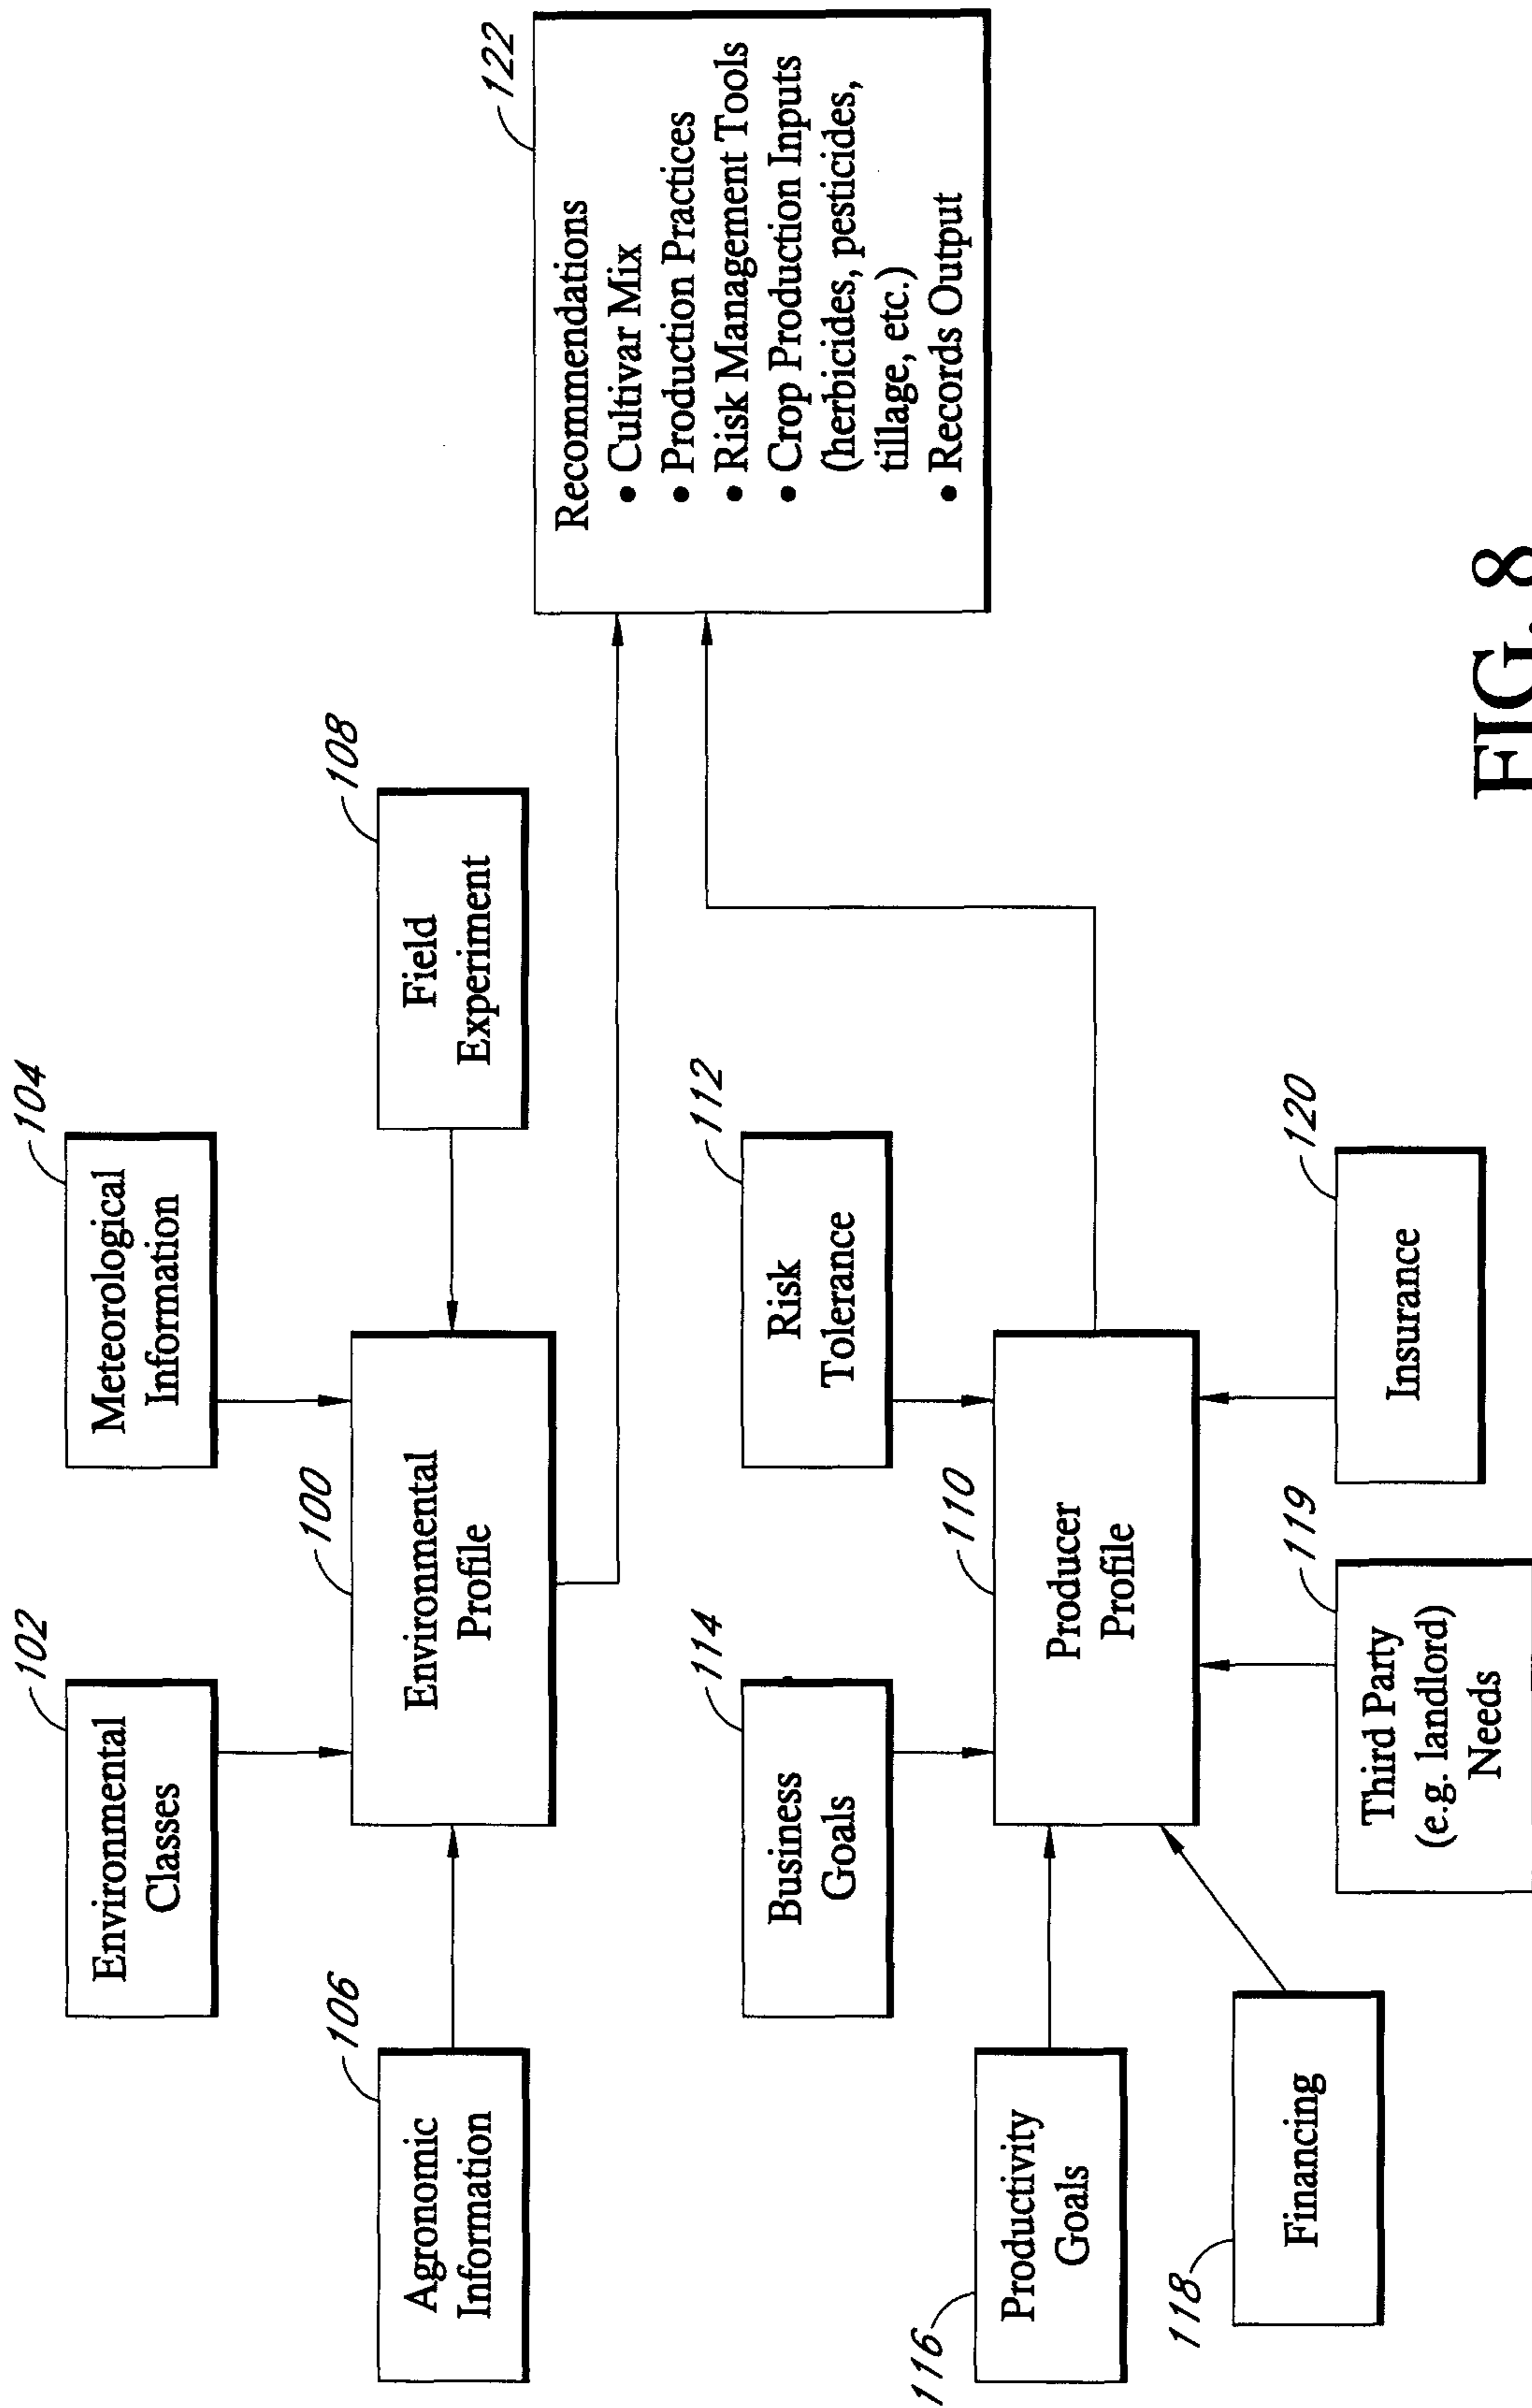 102
Environmental
Classes
104
Meteorological
Information
106
Agronomic
Information
100
Environmental
Profile
108
Field
Experiment
122
Recommendations
• Cultivar Mix
• Production Practices
• Risk Management Tools
• Crop Production Inputs
(herbicides, pesticides,
tillage, etc.)
• Records Output
114
Business
Goals
112
Risk
Tolerance
116
Productivity
Goals
110
Producer
Profile
118
Financing
119
Third Party
(e.g. landlord)
Needs
120
Insurance
FIG. 8